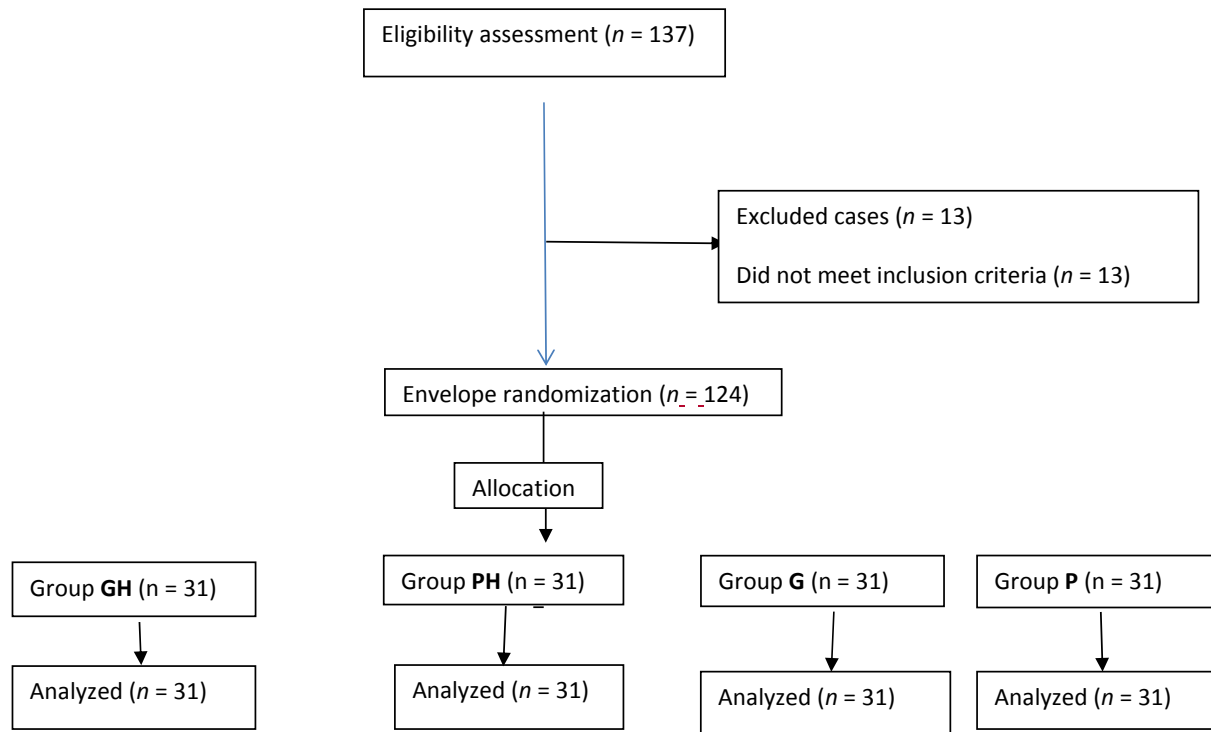 Eligibility assessment (n = 137)
Excluded cases (n = 13)
Did not meet inclusion criteria (n = 13)
Envelope randomization (n = 124)
Allocation
Group GH (n = 31)
Group PH (n = 31)
Group G (n = 31)
Group P (n = 31)
Analyzed (n = 31)
Analyzed (n = 31)
Analyzed (n = 31)
Analyzed (n = 31)